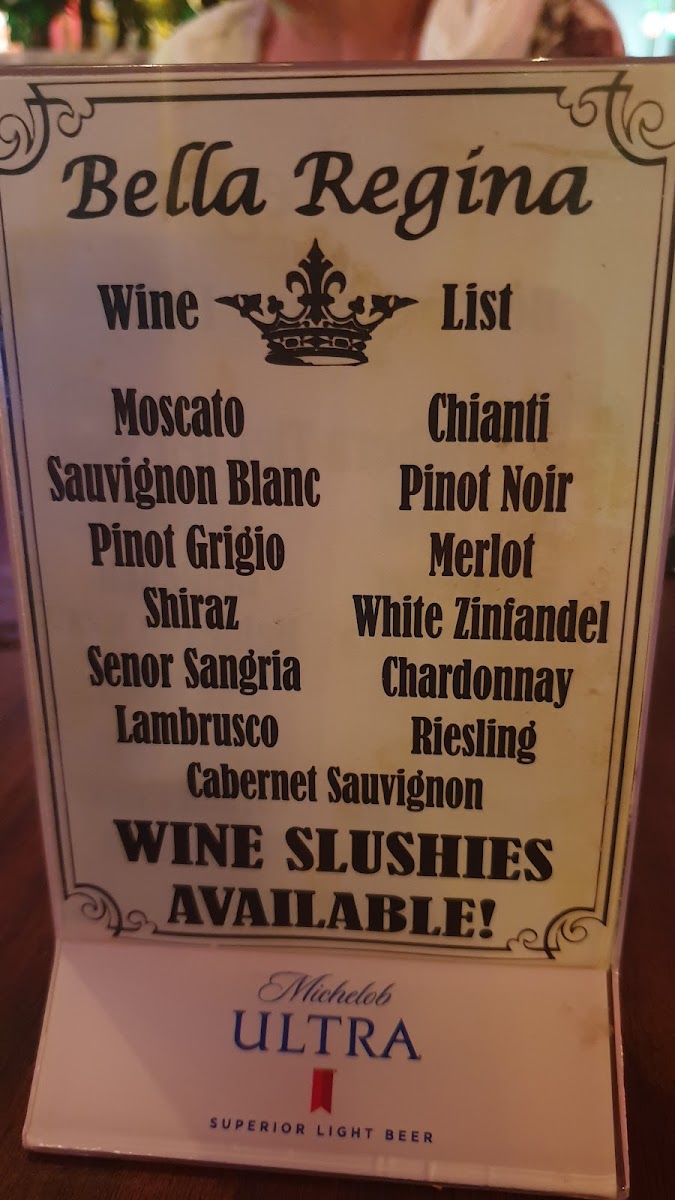 Bella Regina
Wine List
Moscato Chianti
Sauvignon Blanc Pinot Noir
Pinot Grigio Merlot
Shiraz White Zinfandel
Senor Sangria Chardonnay
Lambrusco Riesling
Cabernet Sauvignon
WINE SLUSHIES
AVAILABLE!
Michelob
ULTRA
SUPERIOR LIGHT BEER